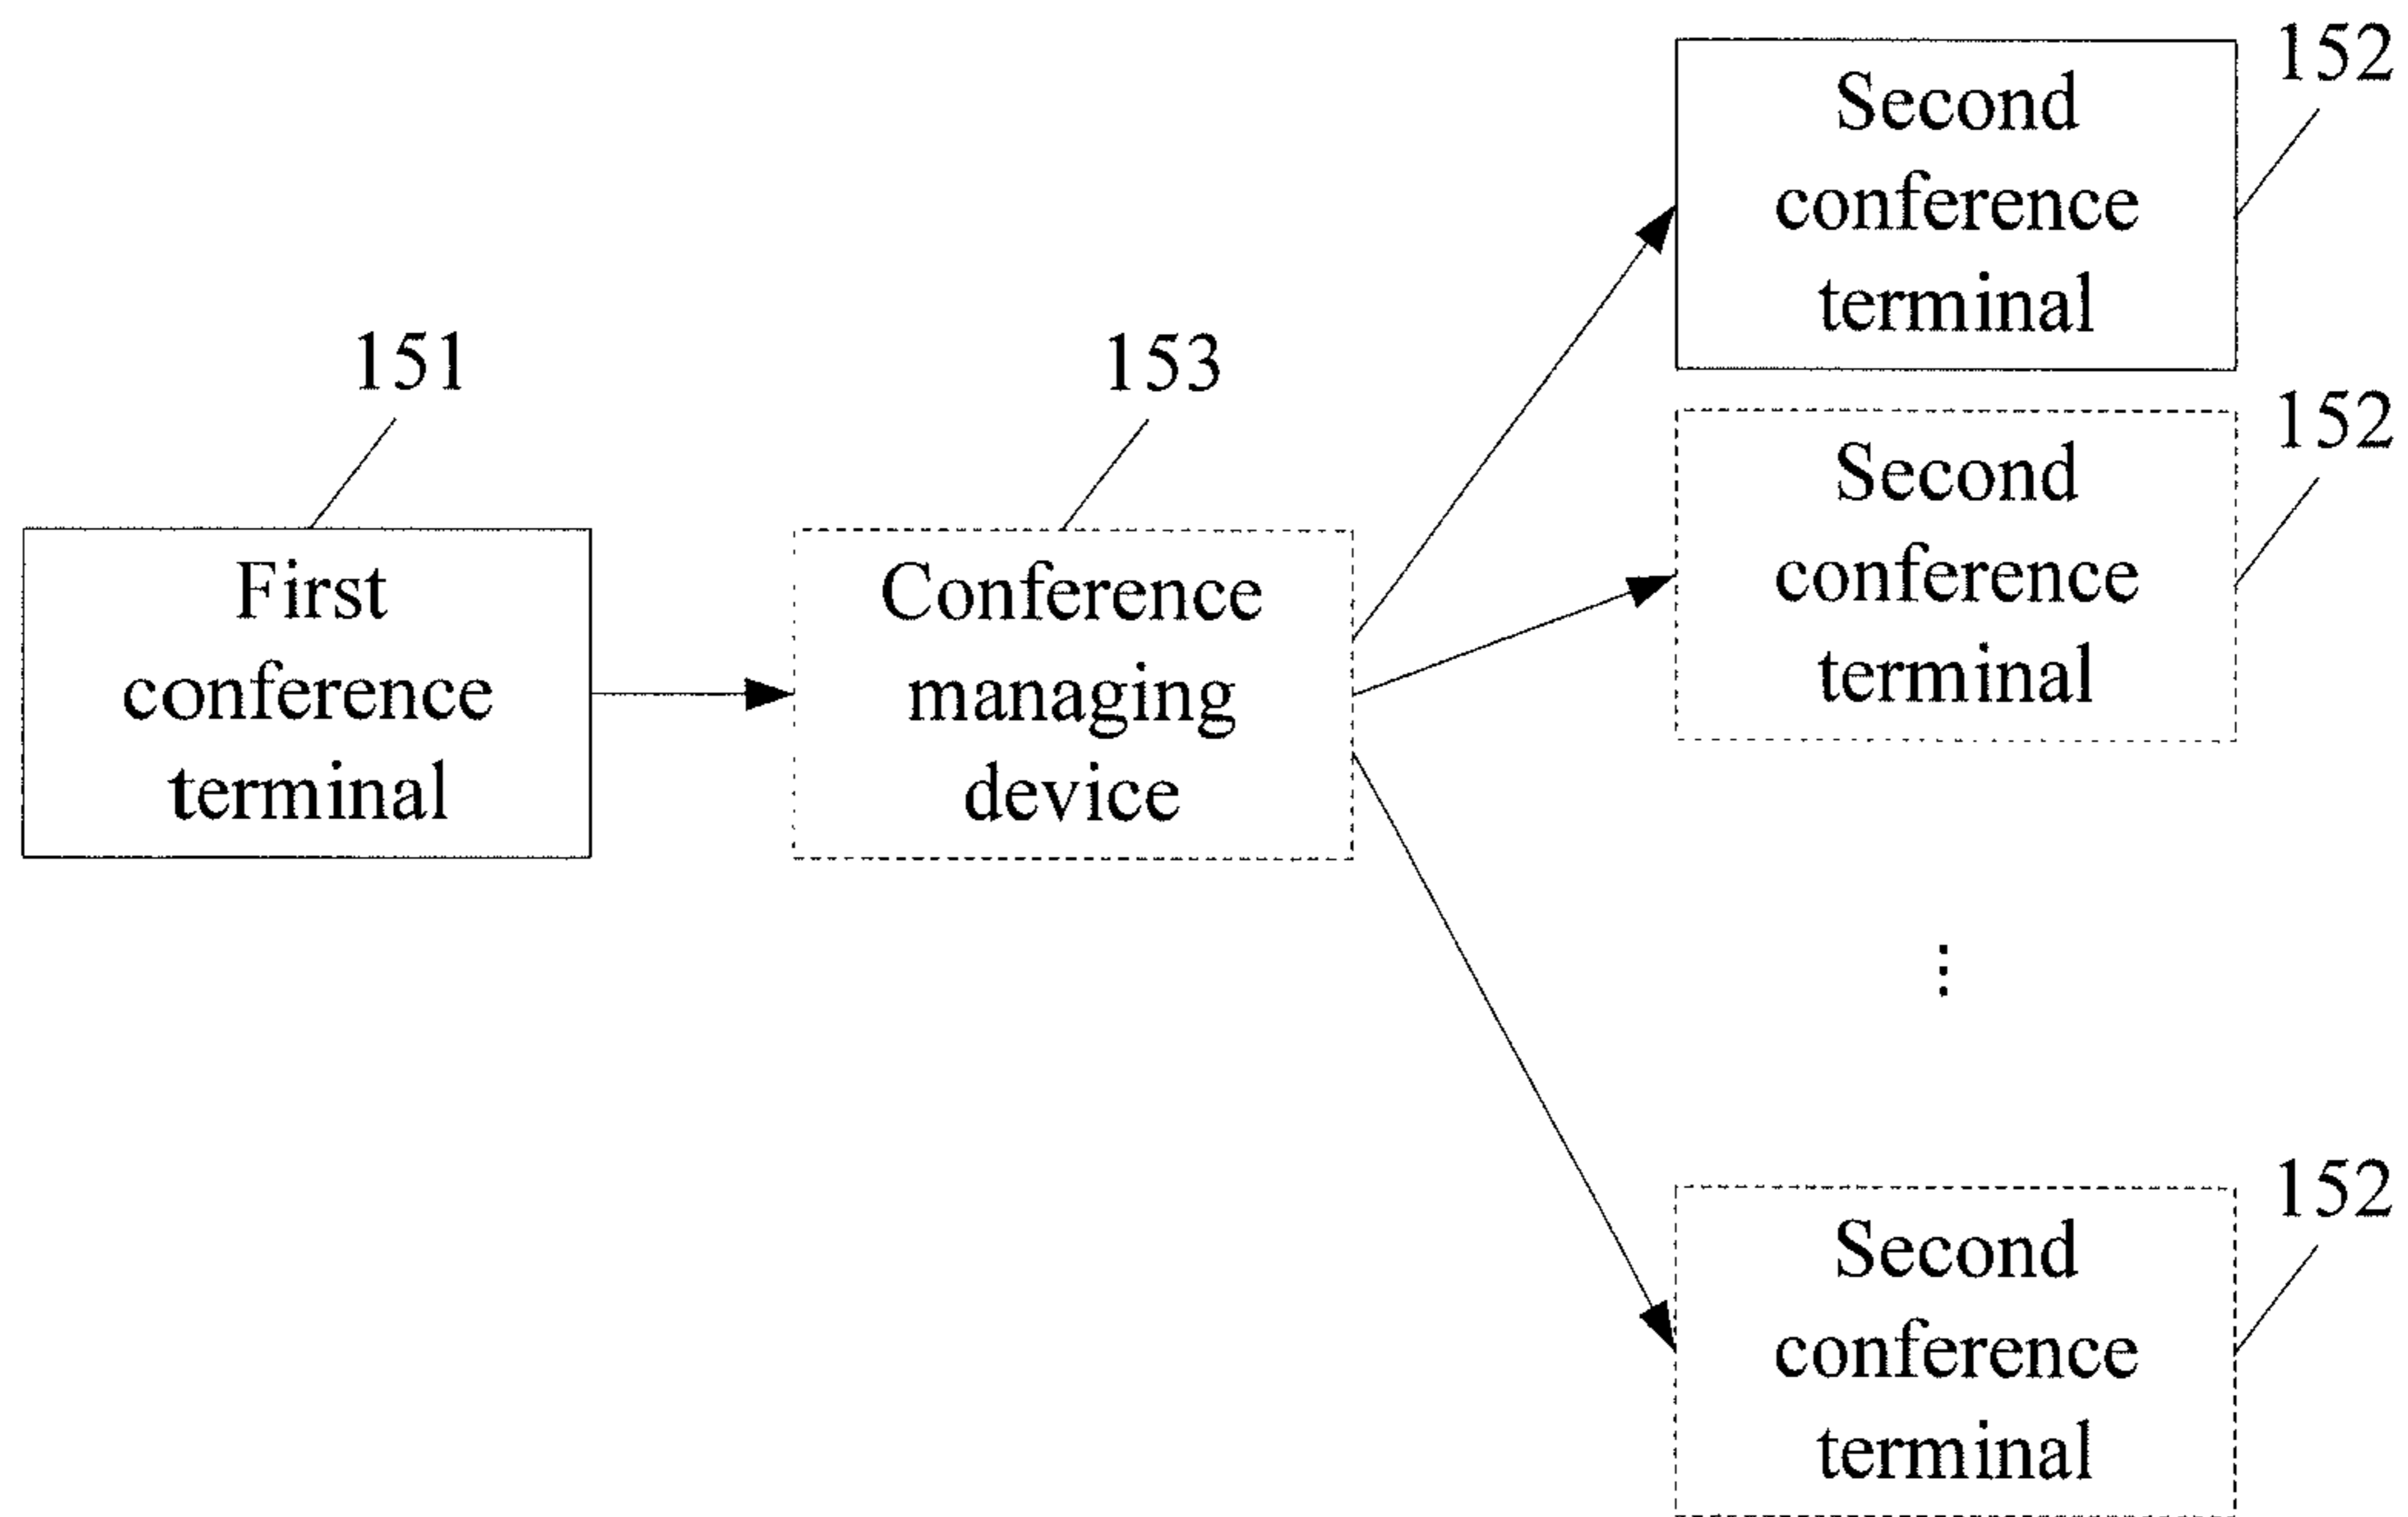 151
First
conference
terminal
153
Conference
managing
device
152
Second
conference
terminal
152
Second
conference
terminal
152
Second
conference
terminal